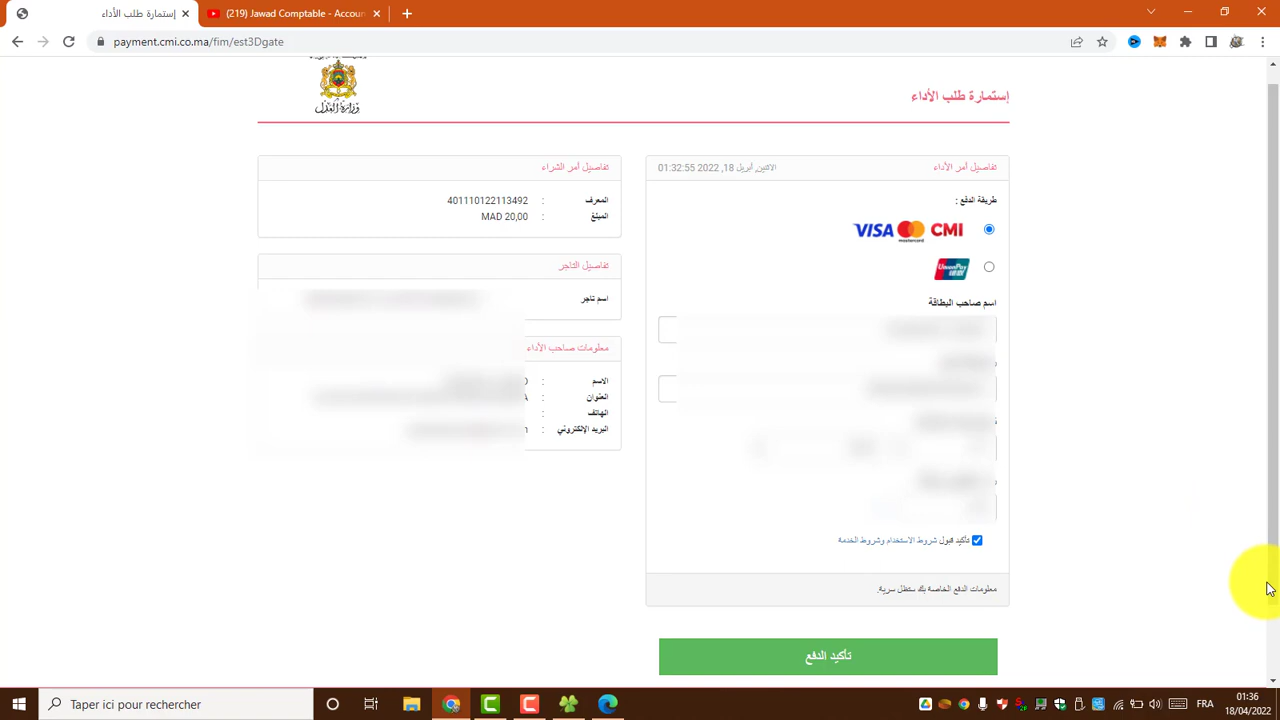 إستمارة طلب الأداء
(219) Jawad Comptable - Accoun
payment.cmi.co.ma/fim/est3Dgate
وزارة العدل
إستمارة طلب الأداء
تفاصيل أمر الأداء
الاثنين, أبريل 18, 2022 01:32:55
طريقة الدفع :
VISA mastercard CMI
UnionPay
اسم صاحب البطاقة
تأكيد قبول شروط الاستخدام وشروط الخدمة
معلومات الدفع الخاصة بك ستظل سرية.
تأكيد الدفع
تفاصيل أمر الشراء
المعرف : 401110122113492
المبلغ : MAD 20,00
تفاصيل التاجر
اسم تاجر
معلومات صاحب الأداء
الاسم :
العنوان :
الهاتف :
البريد الإلكتروني :
Taper ici pour rechercher
FRA
01:36
18/04/2022